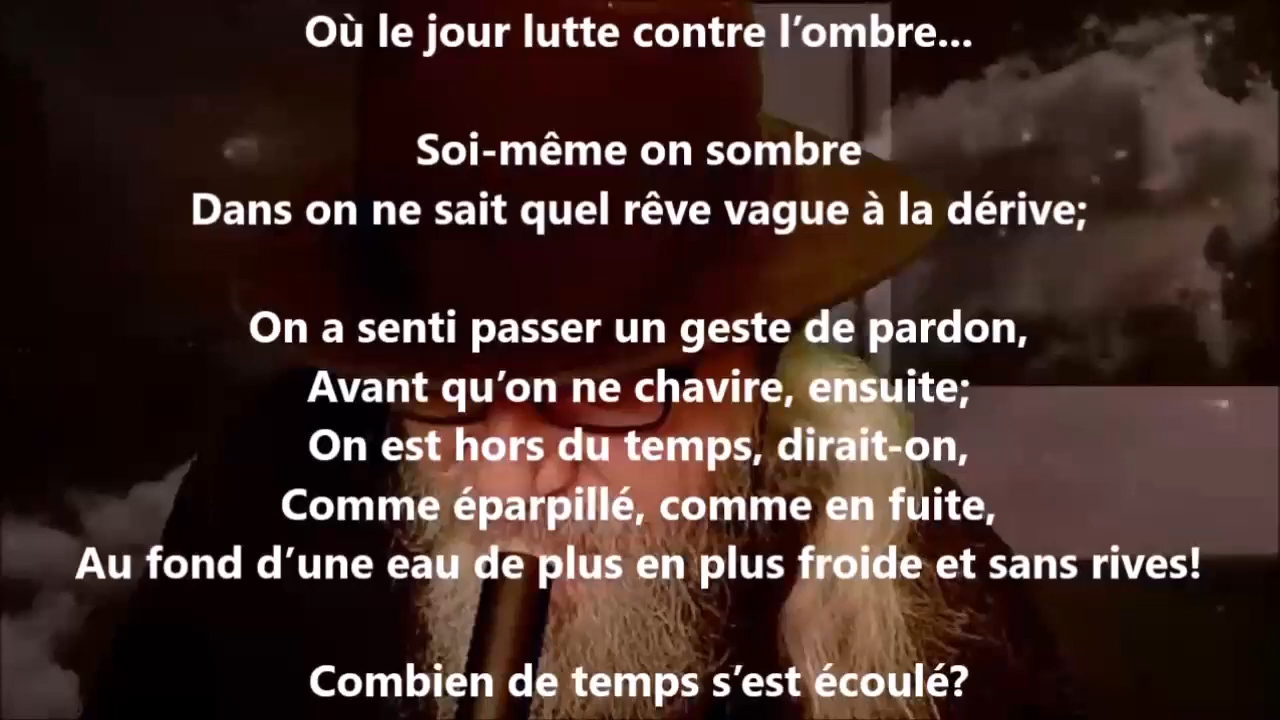 Où le jour lutte contre l’ombre...
Soi-même on sombre
Dans on ne sait quel rêve vague à la dérive;
On a senti passer un geste de pardon,
Avant qu’on ne chavire, ensuite;
On est hors du temps, dirait-on,
Comme éparpillé, comme en fuite,
Au fond d’une eau de plus en plus froide et sans rives!
Combien de temps s’est écoulé?